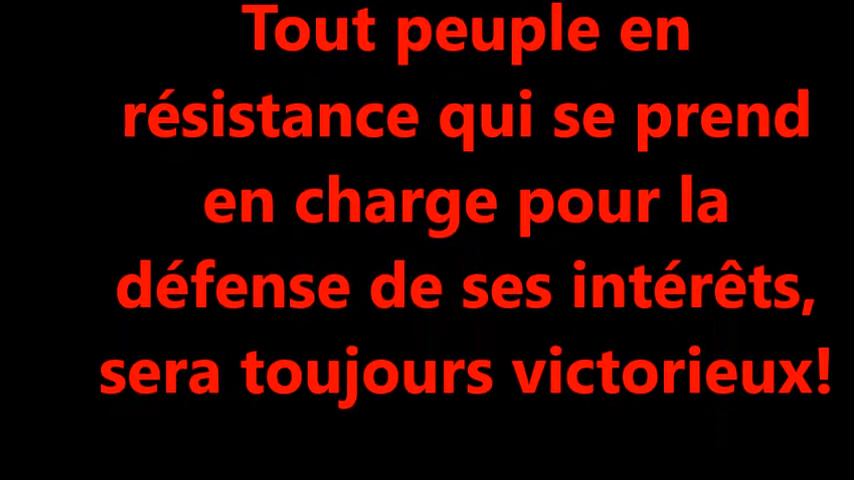 Tout peuple en
résistance qui se prend
en charge pour la
défense de ses intérêts,
sera toujours victorieux!